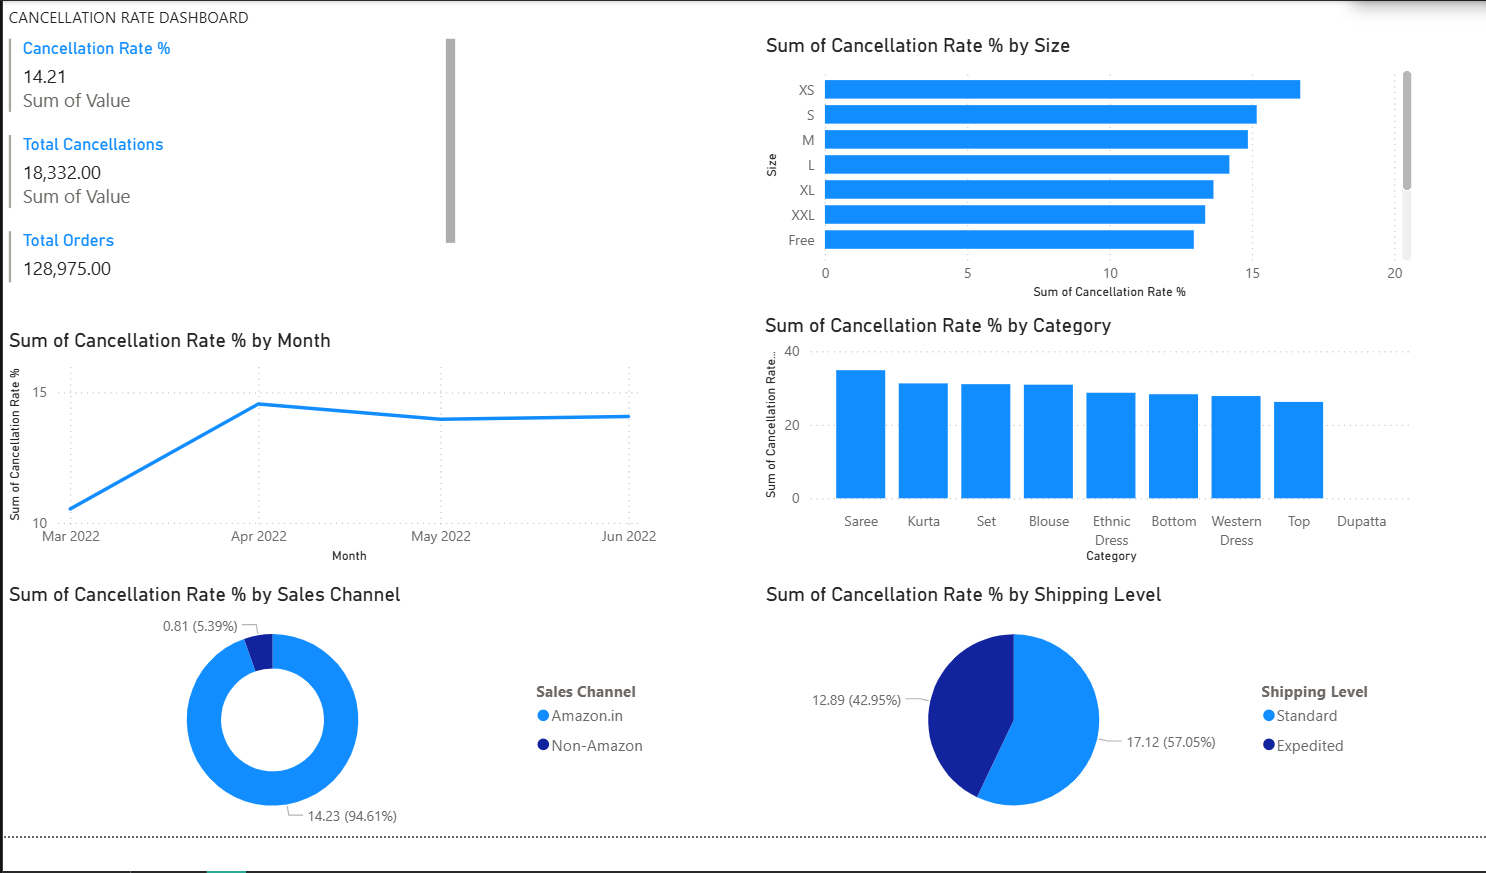 CANCELLATION RATE DASHBOARD
Cancellation Rate %
14.21
Sum of Value
Total Cancellations
18,332.00
Sum of Value
Total Orders
128,975.00
Sum of Cancellation Rate % by Size
Size
XS
S
M
L
XL
XXL
Free
0 5 10 15 20
Sum of Cancellation Rate %
Sum of Cancellation Rate % by Month
Sum of Cancellation Rate %
15
10
Mar 2022 Apr 2022 May 2022 Jun 2022
Month
Sum of Cancellation Rate % by Category
Sum of Cancellation Rate...
40
20
0
Saree Kurta Set Blouse Ethnic Dress Bottom Western Dress Top Dupatta
Category
Sum of Cancellation Rate % by Sales Channel
0.81 (5.39%)
14.23 (94.61%)
Sales Channel
Amazon.in
Non-Amazon
Sum of Cancellation Rate % by Shipping Level
12.89 (42.95%)
17.12 (57.05%)
Shipping Level
Standard
Expedited